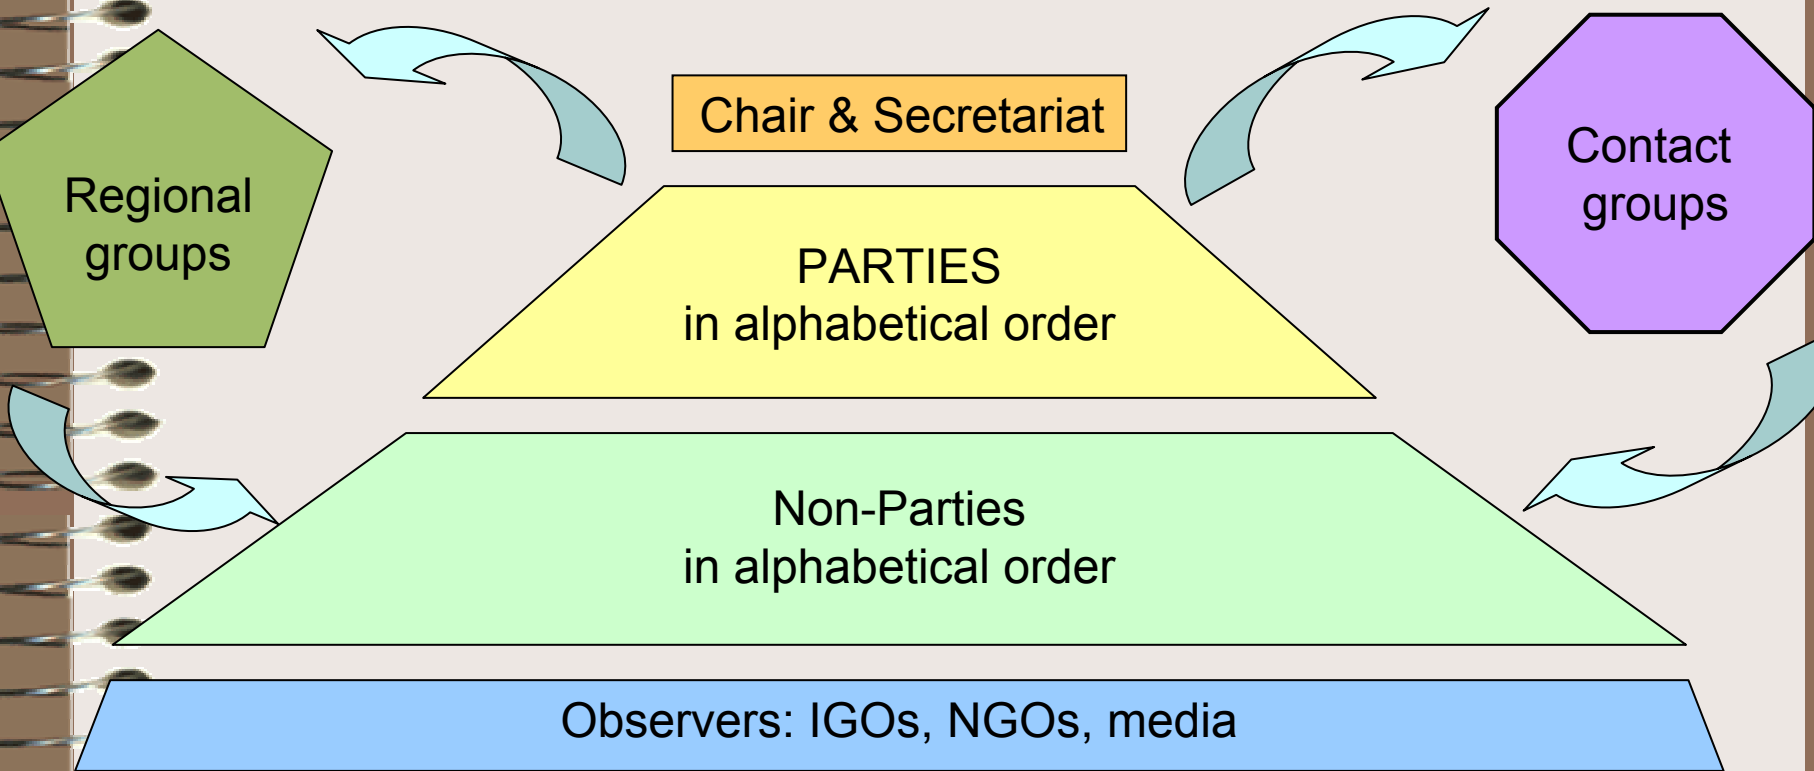 Chair & Secretariat
Regional
groups
Contact
groups
PARTIES
in alphabetical order
Non-Parties
in alphabetical order
Observers: IGOs, NGOs, media